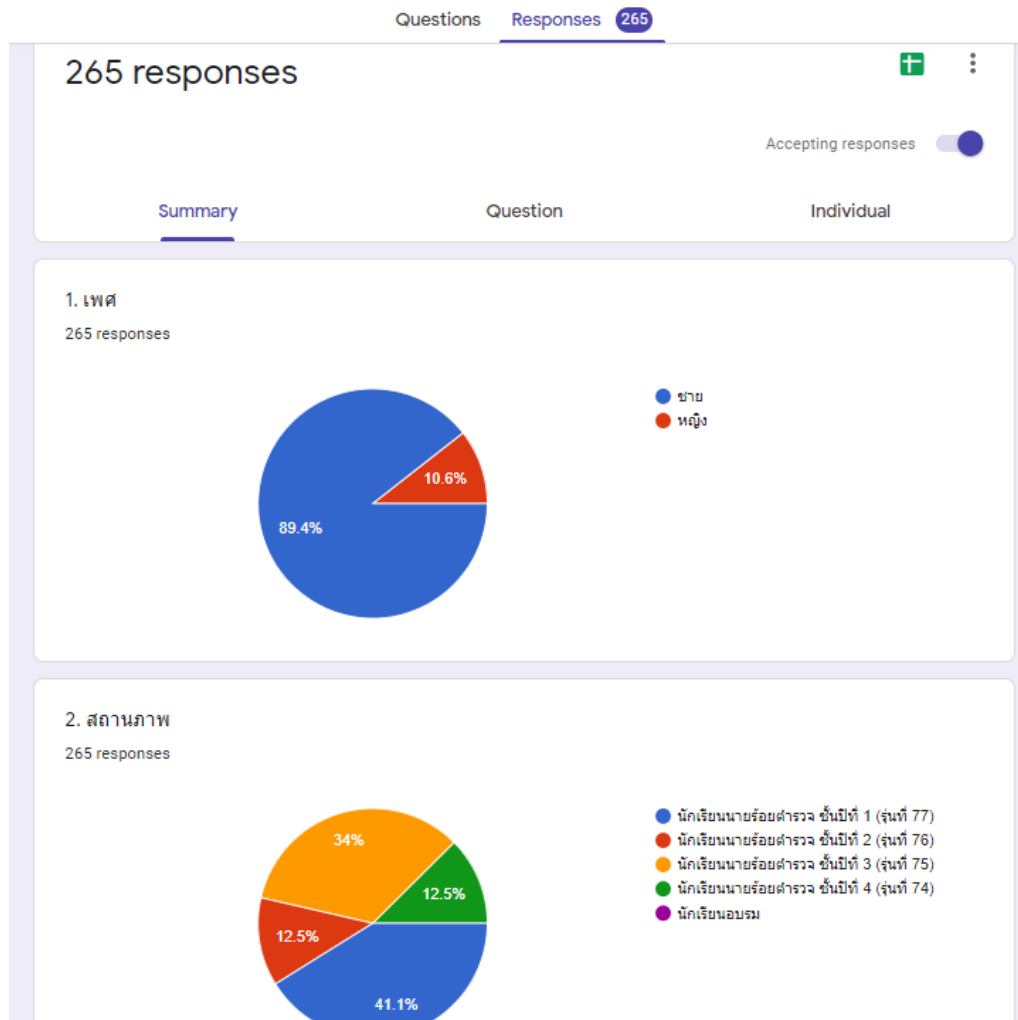 Questions Responses 265
265 responses
Accepting responses
Summary Question Individual
1. เพศ
265 responses
ชาย
หญิง
10.6%
89.4%
2. สถานภาพ
265 responses
นักเรียนนายร้อยตำรวจ ชั้นปีที่ 1 (รุ่นที่ 77)
นักเรียนนายร้อยตำรวจ ชั้นปีที่ 2 (รุ่นที่ 76)
นักเรียนนายร้อยตำรวจ ชั้นปีที่ 3 (รุ่นที่ 75)
นักเรียนนายร้อยตำรวจ ชั้นปีที่ 4 (รุ่นที่ 74)
นักเรียนอบรม
34%
12.5%
12.5%
41.1%